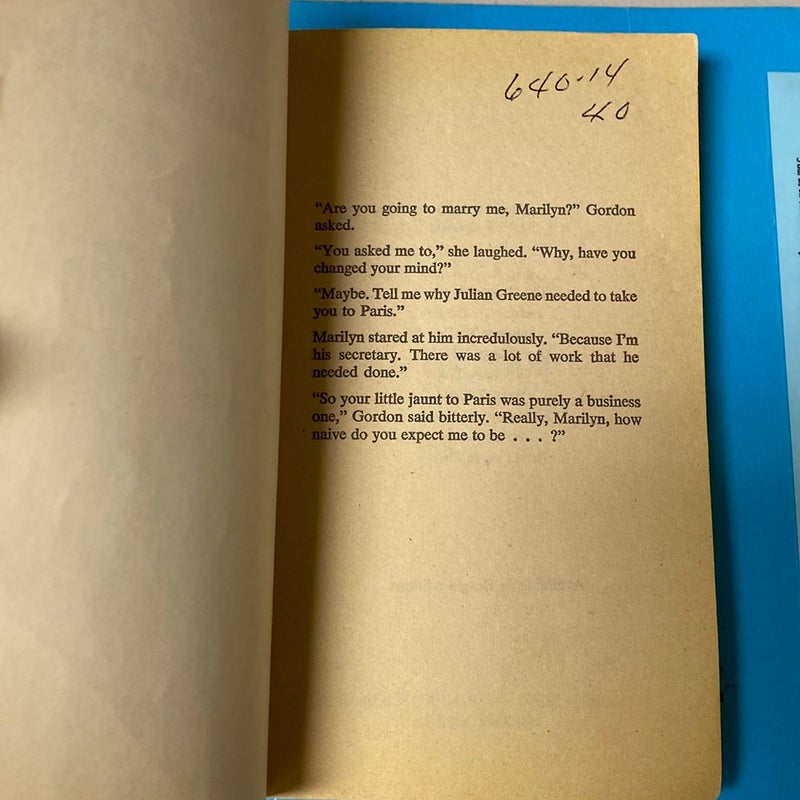 640-14
40
“Are you going to marry me, Marilyn?” Gordon
asked.
“You asked me to,” she laughed. “Why, have you
changed your mind?”
“Maybe. Tell me why Julian Greene needed to take
you to Paris.”
Marilyn stared at him incredulously. “Because I’m
his secretary. There was a lot of work that he
needed done.”
“So your little jaunt to Paris was purely a business
one,” Gordon said bitterly. “Really, Marilyn, how
naive do you expect me to be . . . ?”